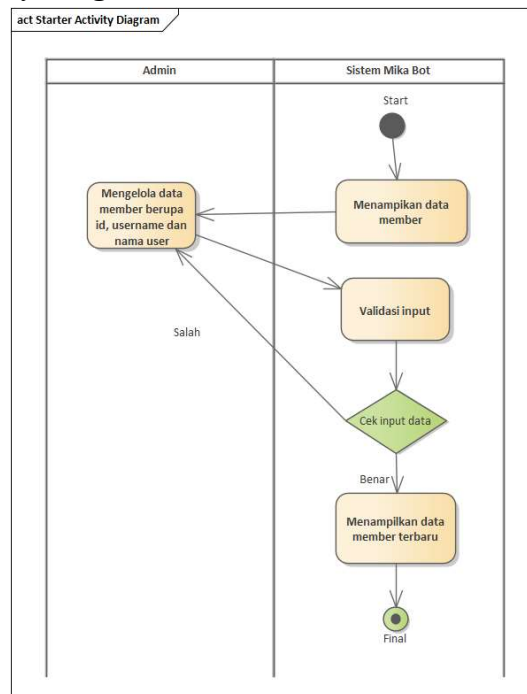 act Starter Activity Diagram
Admin
Sistem Mika Bot
Start
Menampikan data
member
Mengelola data
member berupa
id, username dan
nama user
Validasi input
Salah
Cek input data
Benar
Menampilkan data
member terbaru
Final